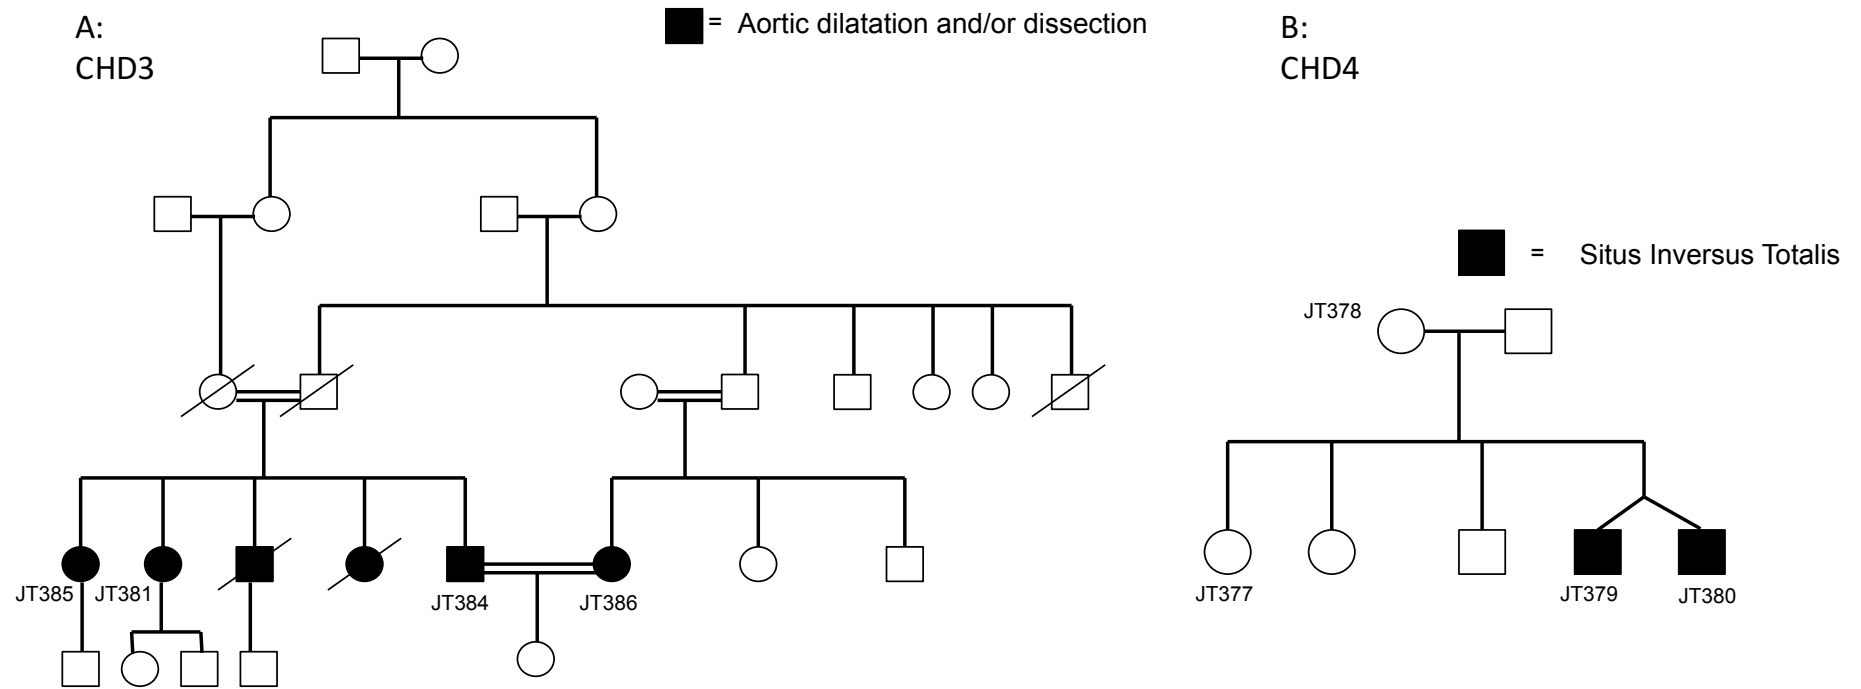 A:
CHD3
= Aortic dilatation and/or dissection
B:
CHD4
= Situs Inversus Totalis
JT378
JT385 JT381
JT384 JT386
JT377 JT379 JT380